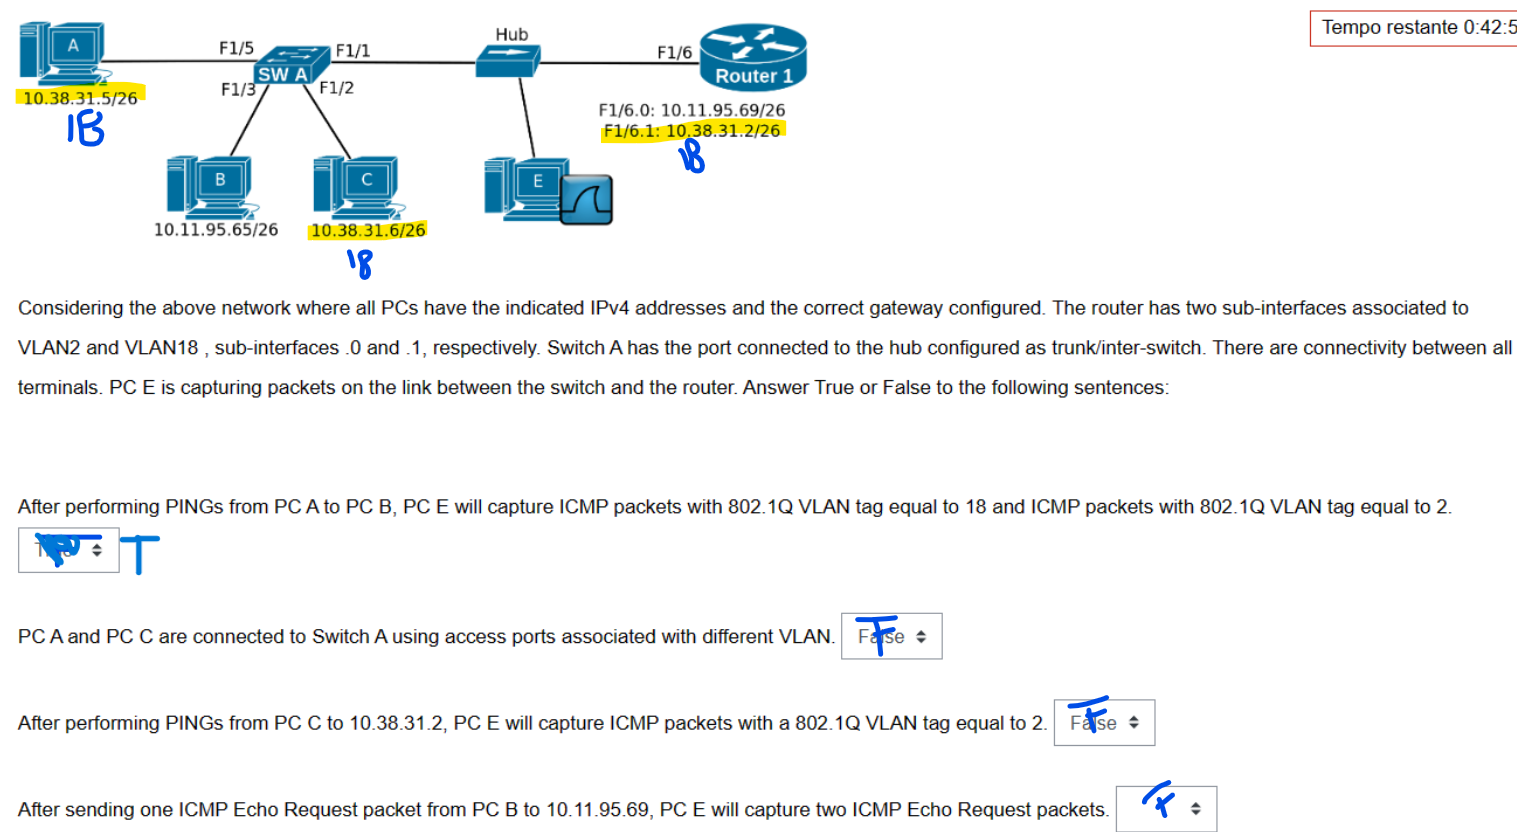 Tempo restante 0:42:5
A
F1/5
F1/1
Hub
F1/6
SW A
Router 1
10.38.31.5/26
F1/3
F1/2
18
F1/6.0: 10.11.95.69/26
F1/6.1: 10.38.31.2/26
18
B
C
E
10.11.95.65/26
10.38.31.6/26
18
Considering the above network where all PCs have the indicated IPv4 addresses and the correct gateway configured. The router has two sub-interfaces associated to
VLAN2 and VLAN18 , sub-interfaces .0 and .1, respectively. Switch A has the port connected to the hub configured as trunk/inter-switch. There are connectivity between all
terminals. PC E is capturing packets on the link between the switch and the router. Answer True or False to the following sentences:
After performing PINGs from PC A to PC B, PC E will capture ICMP packets with 802.1Q VLAN tag equal to 18 and ICMP packets with 802.1Q VLAN tag equal to 2.
T
PC A and PC C are connected to Switch A using access ports associated with different VLAN. False F
After performing PINGs from PC C to 10.38.31.2, PC E will capture ICMP packets with a 802.1Q VLAN tag equal to 2. False F
After sending one ICMP Echo Request packet from PC B to 10.11.95.69, PC E will capture two ICMP Echo Request packets. F